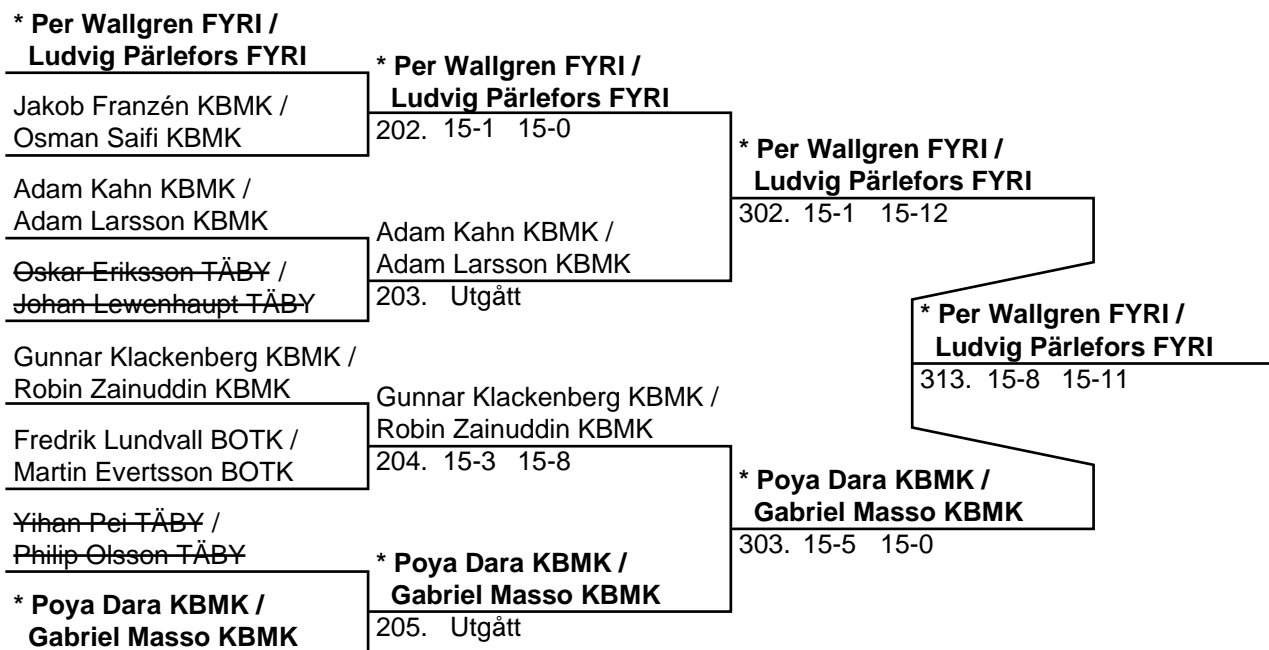 * Per Wallgren FYRI /
Ludvig Pärlefors FYRI
Jakob Franzén KBMK /
Osman Saifi KBMK
Adam Kahn KBMK /
Adam Larsson KBMK
Oskar Eriksson TÄBY /
Johan Lewenhaupt TÄBY
Gunnar Klackenberg KBMK /
Robin Zainuddin KBMK
Fredrik Lundvall BOTK /
Martin Evertsson BOTK
Yihan Pei TÄBY /
Philip Olsson TÄBY
* Poya Dara KBMK /
Gabriel Masso KBMK
* Per Wallgren FYRI /
Ludvig Pärlefors FYRI
202. 15-1 15-0
Adam Kahn KBMK /
Adam Larsson KBMK
203. Utgått
Gunnar Klackenberg KBMK /
Robin Zainuddin KBMK
204. 15-3 15-8
* Poya Dara KBMK /
Gabriel Masso KBMK
205. Utgått
* Per Wallgren FYRI /
Ludvig Pärlefors FYRI
302. 15-1 15-12
* Poya Dara KBMK /
Gabriel Masso KBMK
303. 15-5 15-0
* Per Wallgren FYRI /
Ludvig Pärlefors FYRI
313. 15-8 15-11